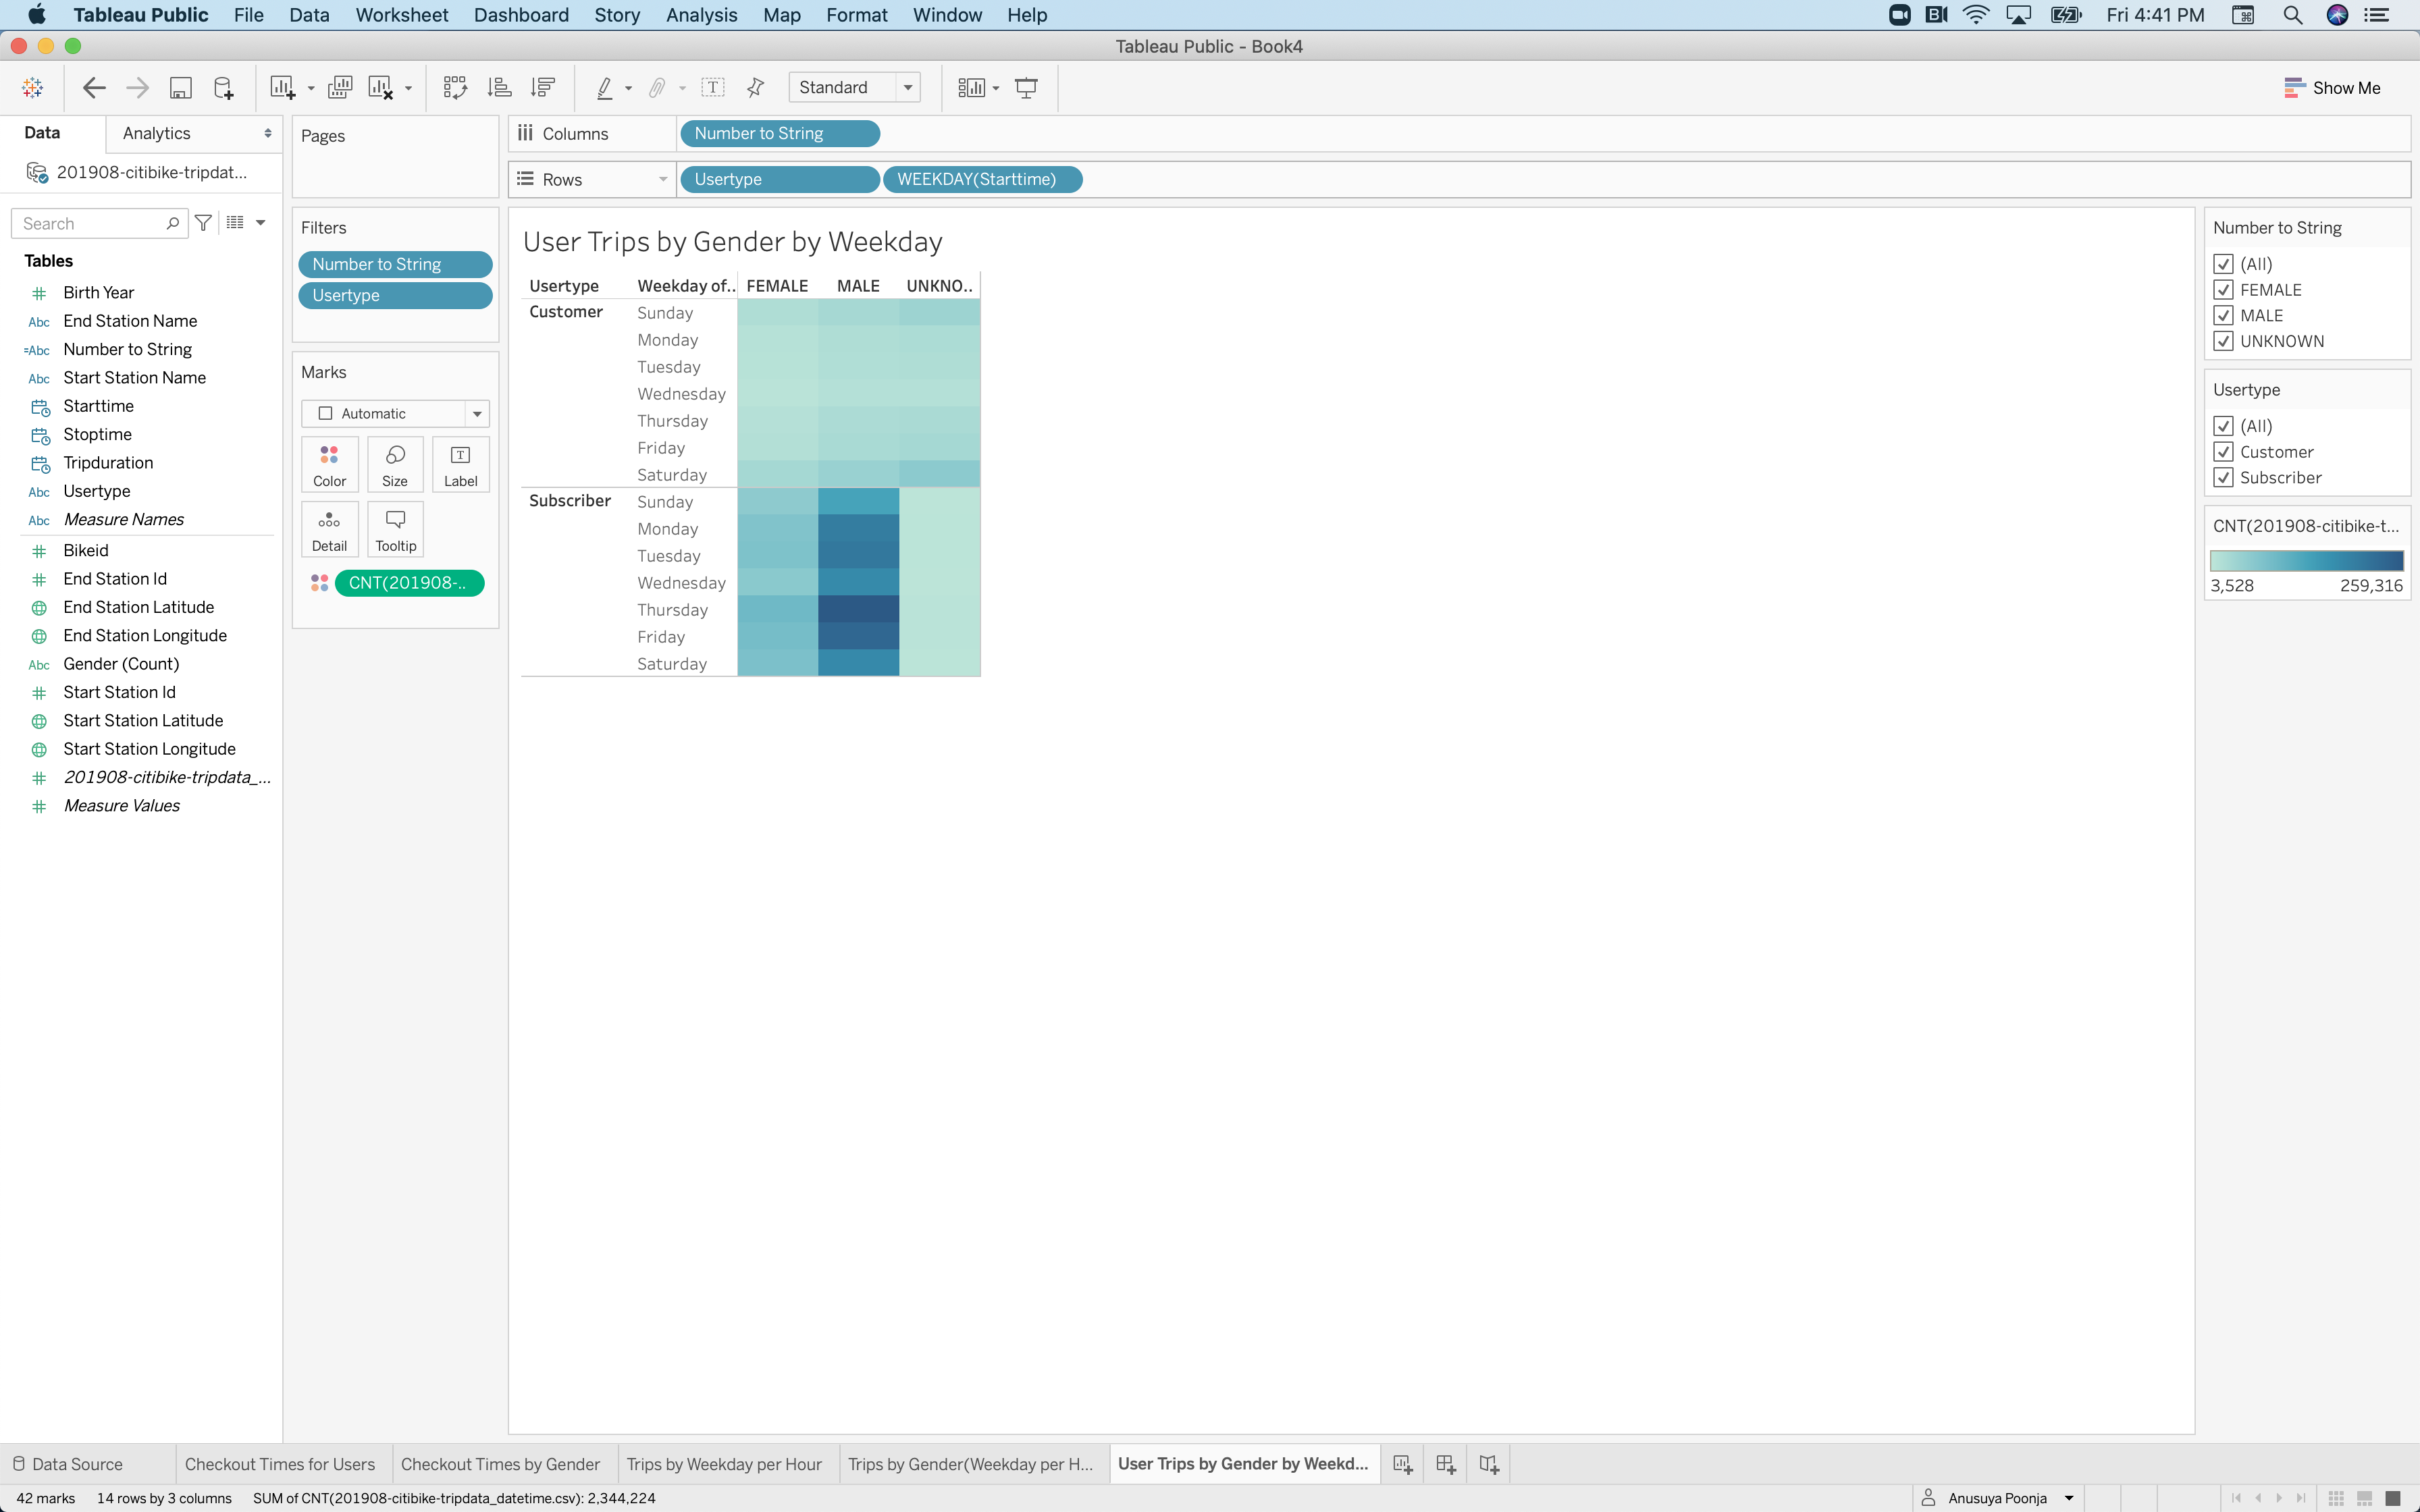 Tableau Public File Data Worksheet Dashboard Story Analysis Map Format Window Help Fri 4:41 PM
Tableau Public - Book4
Standard Show Me
Data Analytics
201908-citibike-tripdat...
Search
Tables
Birth Year
Abc End Station Name
=Abc Number to String
Abc Start Station Name
Starttime
Stoptime
Tripduration
Abc Usertype
Abc Measure Names
Bikeid
End Station Id
End Station Latitude
End Station Longitude
Abc Gender (Count)
Start Station Id
Start Station Latitude
Start Station Longitude
201908-citibike-tripdata_...
Measure Values
Pages
Filters
Number to String
Usertype
Marks
Automatic
Color Size Label
Detail Tooltip
CNT(201908-..
Columns Number to String
Rows Usertype WEEKDAY(Starttime)
User Trips by Gender by Weekday
Usertype Weekday of.. FEMALE MALE UNKNO..
Customer Sunday
Monday
Tuesday
Wednesday
Thursday
Friday
Saturday
Subscriber Sunday
Monday
Tuesday
Wednesday
Thursday
Friday
Saturday
Number to String
(All)
FEMALE
MALE
UNKNOWN
Usertype
(All)
Customer
Subscriber
CNT(201908-citibike-t...
3,528 259,316
Data Source Checkout Times for Users Checkout Times by Gender Trips by Weekday per Hour Trips by Gender(Weekday per H... User Trips by Gender by Weekd...
42 marks 14 rows by 3 columns SUM of CNT(201908-citibike-tripdata_datetime.csv): 2,344,224 Anusuya Poonja